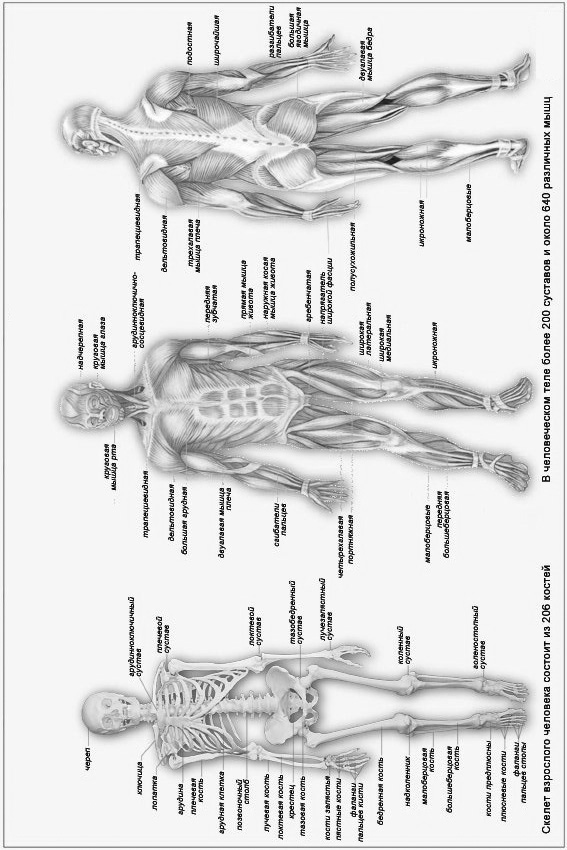 череп
ключица
лопатка
грудина
плечевая
кость
грудная клетка
позвоночный
столб
лучевая кость
локтевая кость
крестец
тазовая кость
кости запястья
пястные кости
фаланги
пальцев кисти
бедренная кость
надколенник
малоберцовая
кость
большеберцовая
кость
кости предплюсны
плюсневые кости
фаланги
пальцев стопы
грудиноключичный
сустав
плечевой
сустав
локтевой
сустав
тазобедренный
сустав
лучезапястный
сустав
коленный
сустав
голеностопный
сустав
Скелет взрослого человека состоит из 206 костей
круговая
мышца рта
трапециевидная
дельтовидная
большая грудная
двуглавая мышца
плеча
сгибатели
пальцев
четырехглавая
портняжная
малоберцовые
передняя
большеберцовая
надчерепная
круговая
мышца глаза
грудиноключично-
сосцевидная
передняя
зубчатая
прямая мышца
живота
наружная косая
мышца живота
гребенчатая
напрягатель
широкой фасции
широкая
латеральная
широкая
медиальная
икроножная
трапециевидная
дельтовидная
трехглавая
мышца плеча
полусухожильная
икроножная
малоберцовые
подостная
широчайшая
разгибатели
пальцев
большая
ягодичная
мышца
двуглавая
мышца бедра
В человеческом теле более 200 суставов и около 640 различных мышц